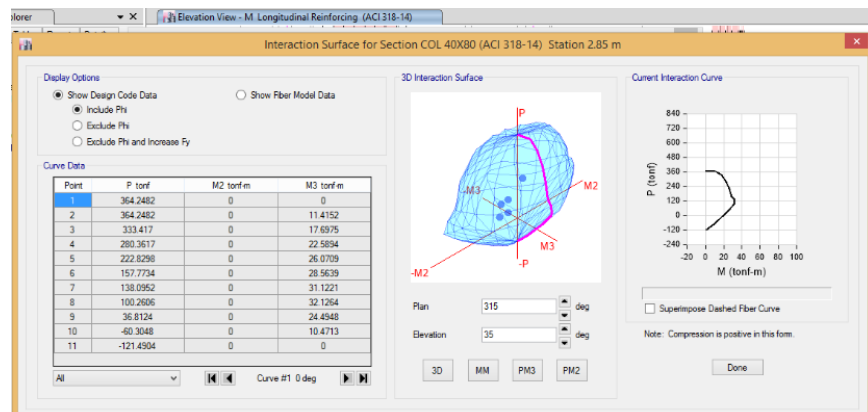 plorer
Elevation View - M Longitudinal Reinforcing (ACI 318-14)
Interaction Surface for Section COL 40X80 (ACI 318-14) Station 2.85 m
Display Options
Show Design Code Data
Show Fiber Model Data
Include Phi
Exclude Phi
Exclude Phi and Increase Fy
Curve Data
Point P tonf M2 tonf-m M3 tonf-m
1 364.2482 0 0
2 364.2482 0 11.4152
3 333.417 0 17.6975
4 280.3617 0 22.5894
5 222.8298 0 26.0709
6 157.7734 0 28.5639
7 138.0952 0 31.1221
8 100.2606 0 32.1264
9 36.8124 0 24.4948
10 -60.3048 0 10.4713
11 -121.4904 0 0
All
Curve #1 0 deg
3D Interaction Surface
P
-M3
M2
-M2
M3
-P
Plan 315 deg
Elevation 35 deg
3D MM PM3 PM2
Current Interaction Curve
P (tonf)
840
720
600
480
360
240
120
0
-120
-240
-20 0 20 40 60 80 100
M (tonf-m)
Superimpose Dashed Fiber Curve
Note: Compression is positive in this form.
Done